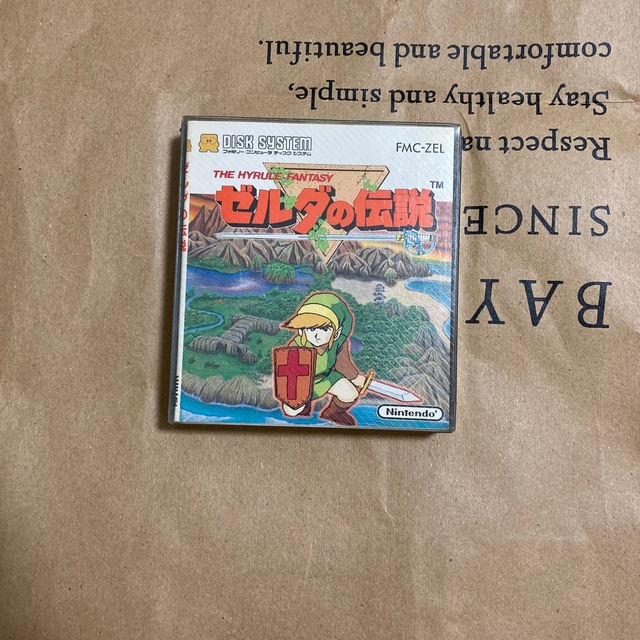 comfortable and beautiful.
Stay healthy and simple,
Respect na
SINCE
BAY
DISK SYSTEM
ファミリー コンピュータ ディスク システム
FMC-ZEL
THE HYRULE FANTASY
ゼルダの伝説
TM
Nintendo®